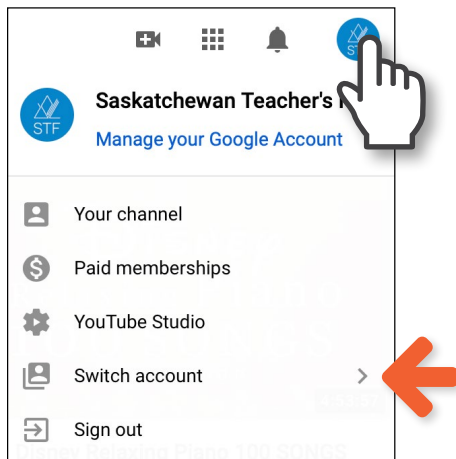 Saskatchewan Teacher's
STF
Manage your Google Account
Your channel
Paid memberships
YouTube Studio
Switch account
Sign out
Disney Relaxing Piano 100 SONGS